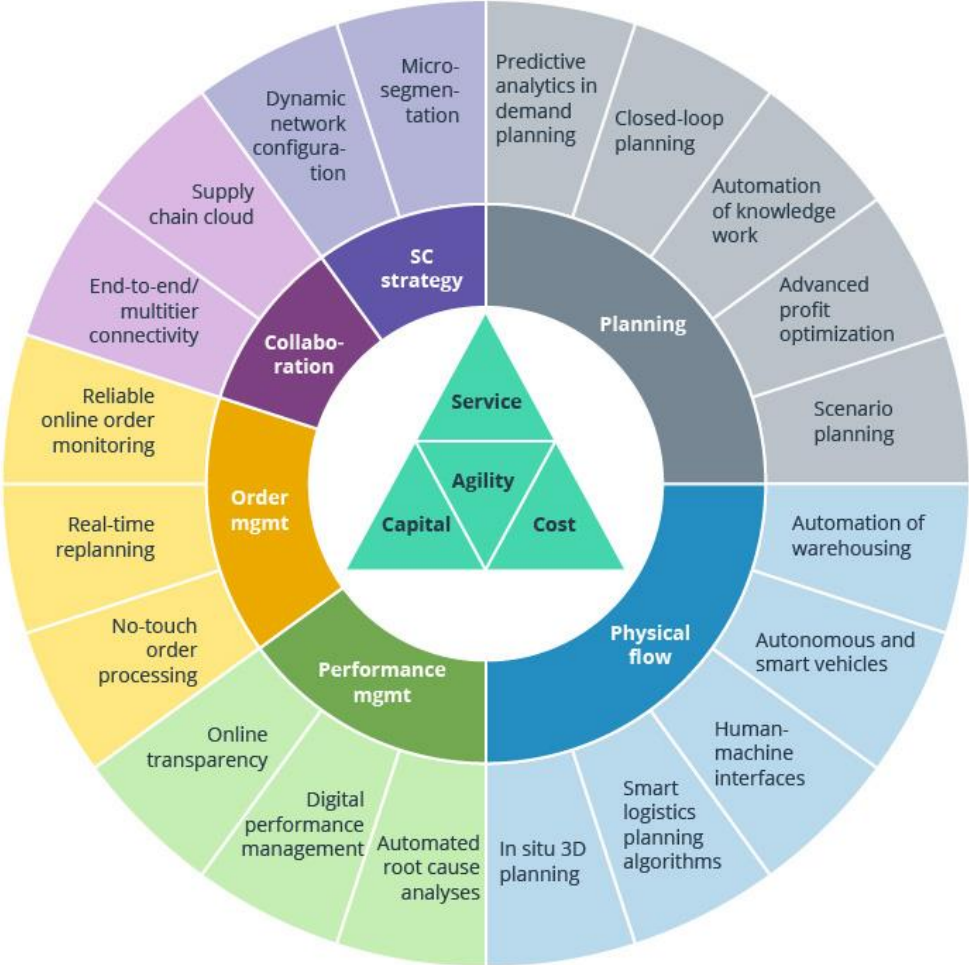 Predictive
analytics in
demand
planning
Closed-loop
planning
Automation
of knowledge
work
Advanced
profit
optimization
Scenario
planning
Automation of
warehousing
Autonomous and
smart vehicles
Human-
machine
interfaces
Smart
logistics
planning
algorithms
In situ 3D
planning
Automated
root cause
analyses
Digital
performance
management
Online
transparency
No-touch
order
processing
Real-time
replanning
Reliable
online order
monitoring
End-to-end/
multitier
connectivity
Supply
chain cloud
Dynamic
network
configura-
tion
Micro-
segmen-
tation
Planning
Physical
flow
Performance
mgmt
Order
mgmt
Collabo-
ration
SC
strategy
Service
Agility
Capital
Cost